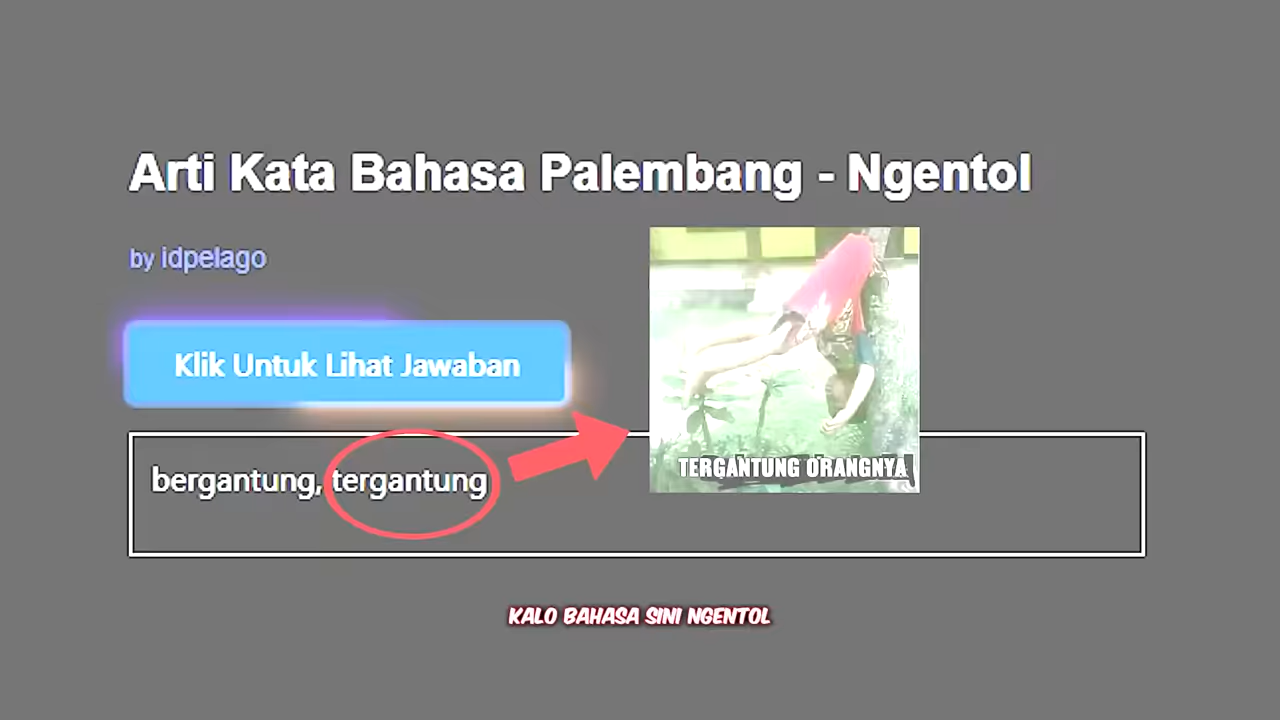 Arti Kata Bahasa Palembang - Ngentol
by idpelago
Klik Untuk Lihat Jawaban
bergantung, tergantung
TERGANTUNG ORANGNYA
KALO BAHASA SINI NGENTOL